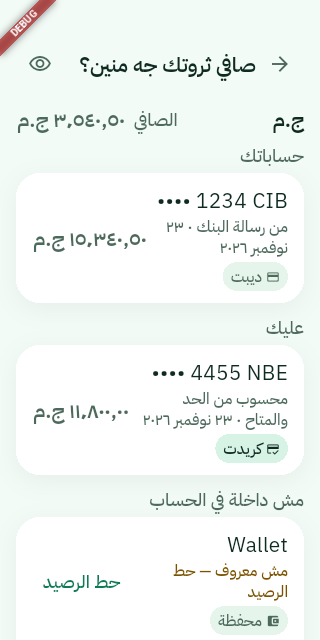 DEBUG
صافي ثروتك جه منين؟
ج.م
الصافي ٣,٥٤٠,٥٠ ج.م
حساباتك
•••• 1234 CIB
من رسالة البنك · ٢٣
نوفمبر ٢٠٢٦
١٥,٣٤٠,٥٠ ج.م
ديبت
عليك
•••• 4455 NBE
محسوب من الحد
والمتاح · ٢٣ نوفمبر ٢٠٢٦
١١,٨٠٠,٠٠ ج.م
كريدت
مش داخلة في الحساب
Wallet
مش معروف — حط
الرصيد
حط الرصيد
محفظة